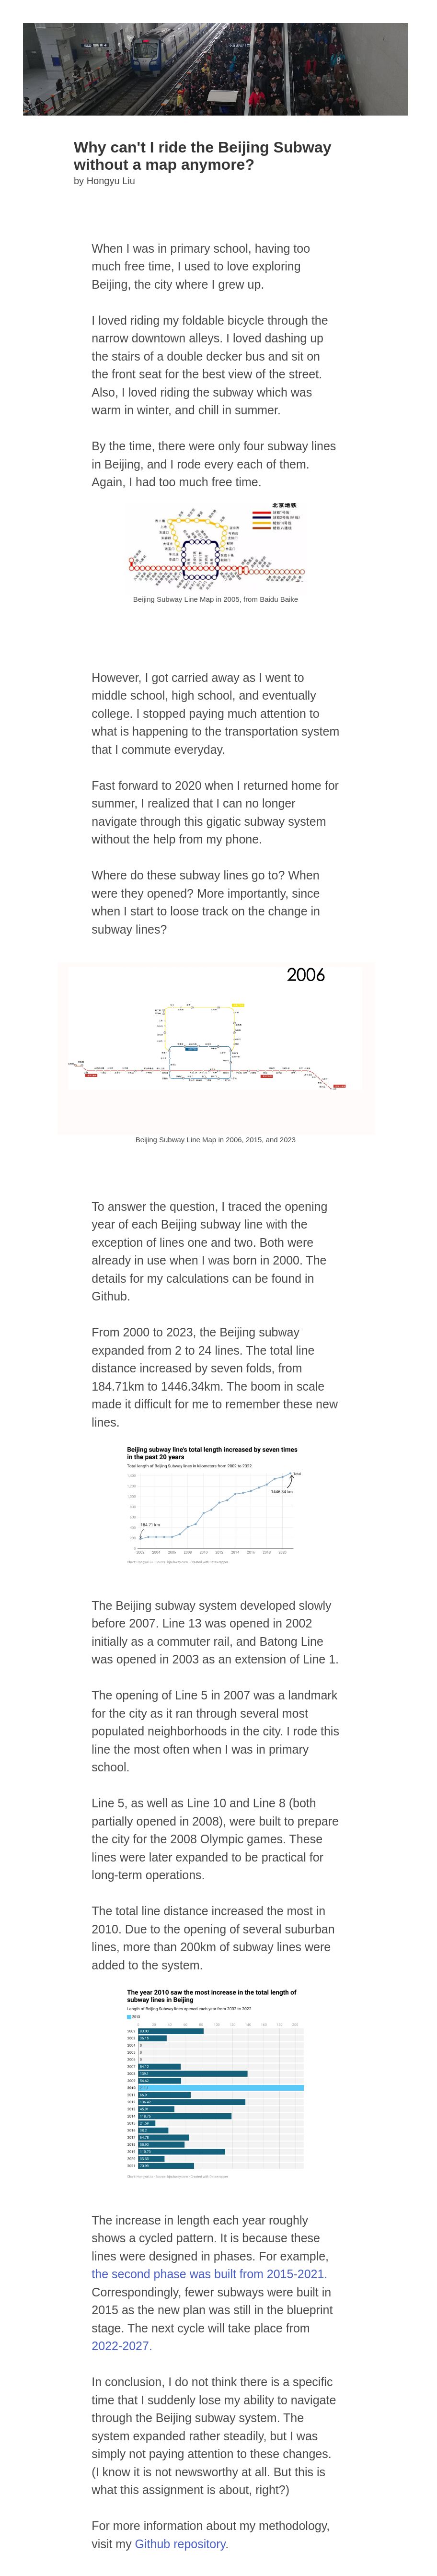 Why can't I ride the Beijing Subway
without a map anymore?
by Hongyu Liu
When I was in primary school, having too
much free time, I used to love exploring
Beijing, the city where I grew up.
I loved riding my foldable bicycle through the
narrow downtown alleys. I loved dashing up
the stairs of a double decker bus and sit on
the front seat for the best view of the street.
Also, I loved riding the subway which was
warm in winter, and chill in summer.
By the time, there were only four subway lines
in Beijing, and I rode every each of them.
Again, I had too much free time.
北京地铁
Beijing Subway Line Map in 2005, from Baidu Baike
However, I got carried away as I went to
middle school, high school, and eventually
college. I stopped paying much attention to
what is happening to the transportation system
that I commute everyday.
Fast forward to 2020 when I returned home for
summer, I realized that I can no longer
navigate through this gigatic subway system
without the help from my phone.
Where do these subway lines go to? When
were they opened? More importantly, since
when I start to loose track on the change in
subway lines?
2006
Beijing Subway Line Map in 2006, 2015, and 2023
To answer the question, I traced the opening
year of each Beijing subway line with the
exception of lines one and two. Both were
already in use when I was born in 2000. The
details for my calculations can be found in
Github.
From 2000 to 2023, the Beijing subway
expanded from 2 to 24 lines. The total line
distance increased by seven folds, from
184.71km to 1446.34km. The boom in scale
made it difficult for me to remember these new
lines.
Beijing subway line's total length increased by seven times
in the past 20 years
Total length of Beijing Subway lines in kilometers from 2002 to 2022
Total
1446.34 km
184.71 km
2002 2004 2006 2008 2010 2012 2014 2016 2018 2020
The Beijing subway system developed slowly
before 2007. Line 13 was opened in 2002
initially as a commuter rail, and Batong Line
was opened in 2003 as an extension of Line 1.
The opening of Line 5 in 2007 was a landmark
for the city as it ran through several most
populated neighborhoods in the city. I rode this
line the most often when I was in primary
school.
Line 5, as well as Line 10 and Line 8 (both
partially opened in 2008), were built to prepare
the city for the 2008 Olympic games. These
lines were later expanded to be practical for
long-term operations.
The total line distance increased the most in
2010. Due to the opening of several suburban
lines, more than 200km of subway lines were
added to the system.
The year 2010 saw the most increase in the total length of
subway lines in Beijing
Length of Beijing Subway lines opened each year from 2002 to 2022
2010
The increase in length each year roughly
shows a cycled pattern. It is because these
lines were designed in phases. For example,
the second phase was built from 2015-2021.
Correspondingly, fewer subways were built in
2015 as the new plan was still in the blueprint
stage. The next cycle will take place from
2022-2027.
In conclusion, I do not think there is a specific
time that I suddenly lose my ability to navigate
through the Beijing subway system. The
system expanded rather steadily, but I was
simply not paying attention to these changes.
(I know it is not newsworthy at all. But this is
what this assignment is about, right?)
For more information about my methodology,
visit my Github repository.